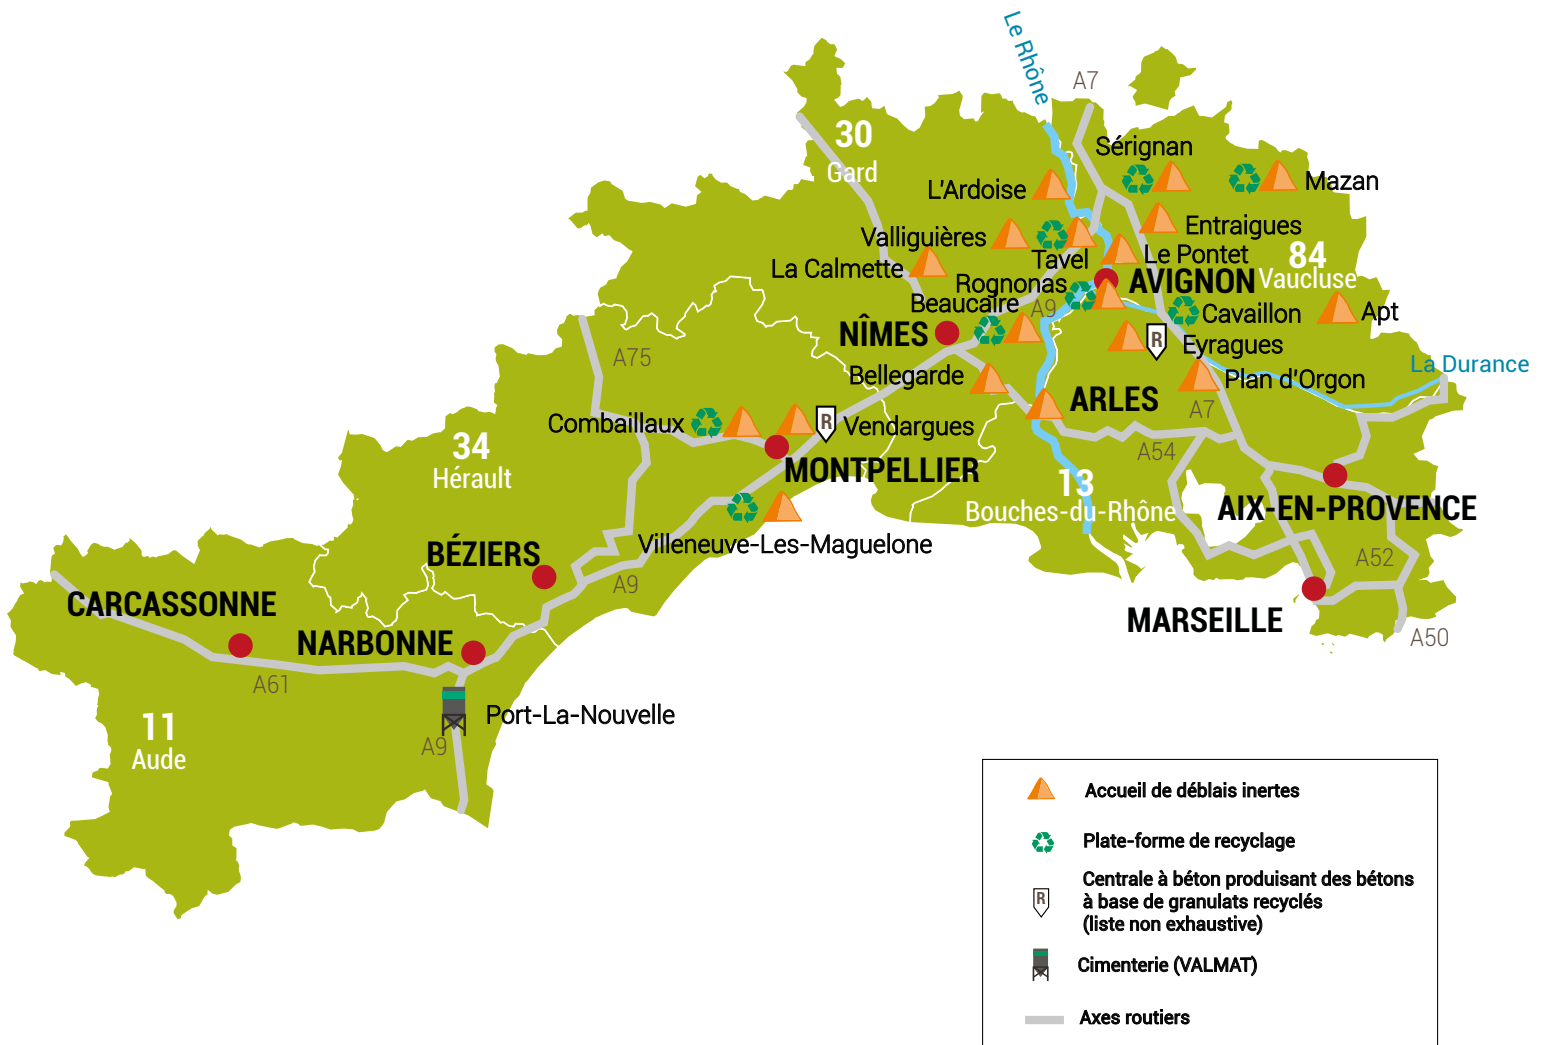 Le Rhône
A7
30
Gard
Sérignan
Mazan
L'Ardoise
Entraigues
Valliguières
Tavel
Le Pontet
84
Vaucluse
La Calmette
Rognonas
AVIGNON
Beaucaire
A9
Cavaillon
Apt
NÎMES
Eyragues
A75
Bellegarde
Plan d'Orgon
La Durance
ARLES
A7
Combaillaux
R
R
Vendargues
34
Hérault
MONTPELLIER
A54
13
Bouches-du-Rhône
AIX-EN-PROVENCE
Villeneuve-Les-Maguelone
BÉZIERS
A9
A52
CARCASSONNE
MARSEILLE
NARBONNE
A50
A61
Port-La-Nouvelle
11
Aude
A9
Accueil de déblais inertes
Plate-forme de recyclage
R
Centrale à béton produisant des bétons
à base de granulats recyclés
(liste non exhaustive)
Cimenterie (VALMAT)
Axes routiers